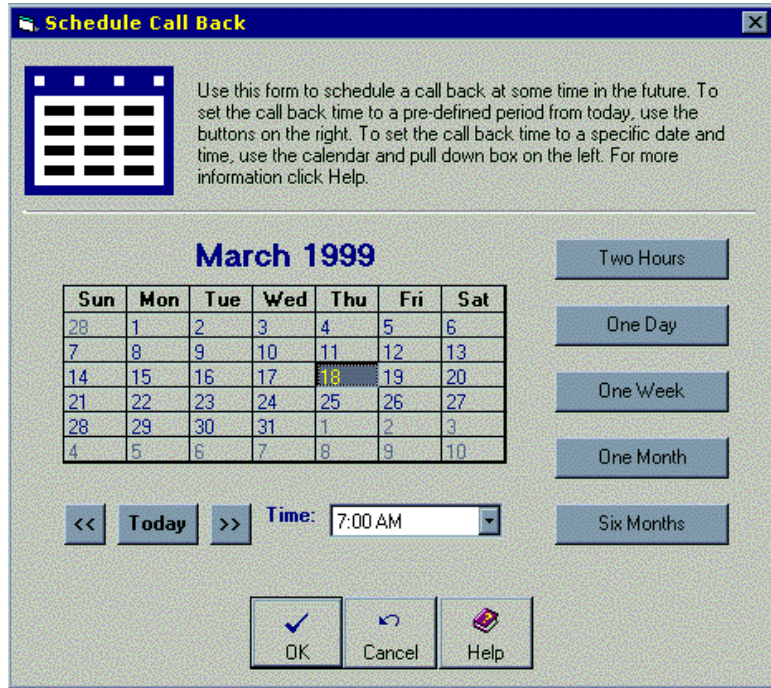 Schedule Call Back
Use this form to schedule a call back at some time in the future. To
set the call back time to a pre-defined period from today, use the
buttons on the right. To set the call back time to a specific date and
time, use the calendar and pull down box on the left. For more
information click Help.
March 1999
Sun Mon Tue Wed Thu Fri Sat
28 1 2 3 4 5 6
7 8 9 10 11 12 13
14 15 16 17 18 19 20
21 22 23 24 25 26 27
28 29 30 31 1 2 3
4 5 6 7 8 9 10
<< Today >> Time: 7:00 AM
Two Hours
One Day
One Week
One Month
Six Months
OK Cancel Help